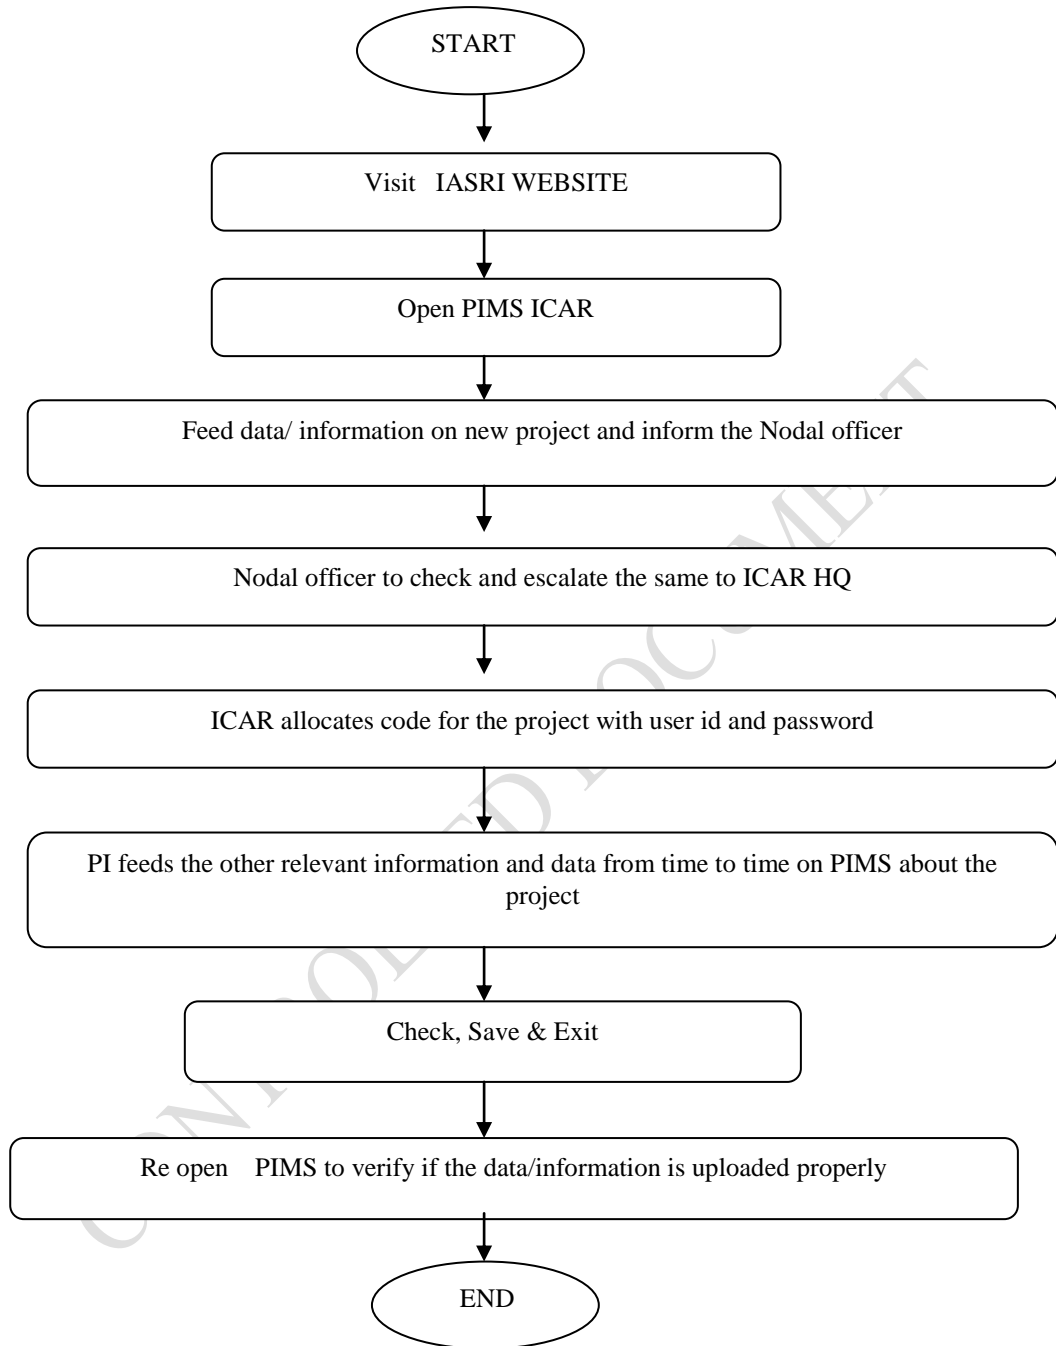 START
Visit IASRI WEBSITE
Open PIMS ICAR
Feed data/ information on new project and inform the Nodal officer
Nodal officer to check and escalate the same to ICAR HQ
ICAR allocates code for the project with user id and password
PI feeds the other relevant information and data from time to time on PIMS about the
project
Check, Save & Exit
Re open PIMS to verify if the data/information is uploaded properly
END
CONTROLLED DOCUMENT